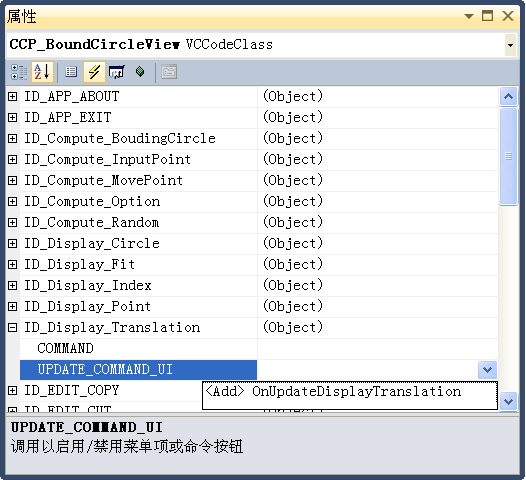 属性
CCP_BoundCircleView VCCodeClass
ID_APP_ABOUT (Object)
ID_APP_EXIT (Object)
ID_Compute_BoudingCircle (Object)
ID_Compute_InputPoint (Object)
ID_Compute_MovePoint (Object)
ID_Compute_Option (Object)
ID_Compute_Random (Object)
ID_Display_Circle (Object)
ID_Display_Fit (Object)
ID_Display_Index (Object)
ID_Display_Point (Object)
ID_Display_Translation (Object)
COMMAND
UPDATE_COMMAND_UI
ID_EDIT_COPY <Add> OnUpdateDisplayTranslation
ID_EDIT_CUT
UPDATE_COMMAND_UI
调用以启用/禁用菜单项或命令按钮